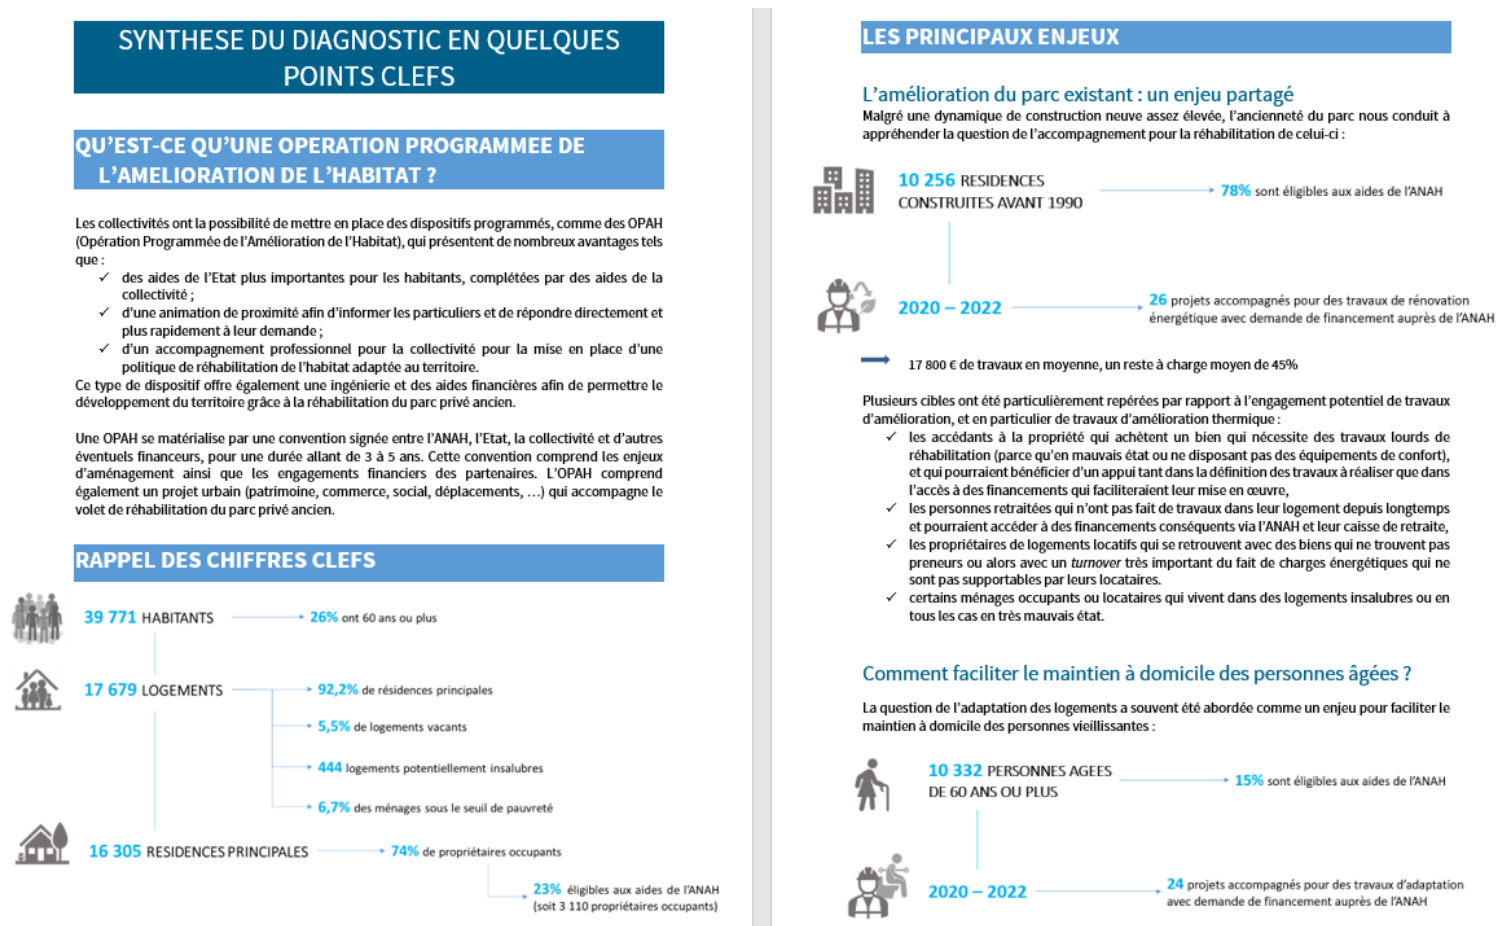 SYNTHESE DU DIAGNOSTIC EN QUELQUES
POINTS CLEFS
QU’EST-CE QU’UNE OPERATION PROGRAMMEE DE
L’AMELIORATION DE L’HABITAT ?
Les collectivités ont la possibilité de mettre en place des dispositifs programmés, comme des OPAH
(Opération Programmée de l’Amélioration de l’Habitat), qui présentent de nombreux avantages tels
que :
✓ des aides de l’Etat plus importantes pour les habitants, complétées par des aides de la
collectivité ;
✓ d’une animation de proximité afin d’informer les particuliers et de répondre directement et
plus rapidement à leur demande ;
✓ d’un accompagnement professionnel pour la collectivité pour la mise en place d’une
politique de réhabilitation de l’habitat adaptée au territoire.
Ce type de dispositif offre également une ingénierie et des aides financières afin de permettre le
développement du territoire grâce à la réhabilitation du parc privé ancien.
Une OPAH se matérialise par une convention signée entre l’ANAH, l’Etat, la collectivité et d’autres
éventuels financeurs, pour une durée allant de 3 à 5 ans. Cette convention comprend les enjeux
d’aménagement ainsi que les engagements financiers des partenaires. L’OPAH comprend
également un projet urbain (patrimoine, commerce, social, déplacements, …) qui accompagne le
volet de réhabilitation du parc privé ancien.
RAPPEL DES CHIFFRES CLEFS
39 771 HABITANTS
26% ont 60 ans ou plus
17 679 LOGEMENTS
92,2% de résidences principales
5,5% de logements vacants
444 logements potentiellement insalubres
6,7% des ménages sous le seuil de pauvreté
16 305 RESIDENCES PRINCIPALES
74% de propriétaires occupants
23% éligibles aux aides de l’ANAH
(soit 3 110 propriétaires occupants)
LES PRINCIPAUX ENJEUX
L’amélioration du parc existant : un enjeu partagé
Malgré une dynamique de construction neuve assez élevée, l’ancienneté du parc nous conduit à
appréhender la question de l’accompagnement pour la réhabilitation de celui-ci :
10 256 RESIDENCES
CONSTRUITES AVANT 1990
78% sont éligibles aux aides de l’ANAH
2020 – 2022
26 projets accompagnés pour des travaux de rénovation
énergétique avec demande de financement auprès de l’ANAH
17 800 € de travaux en moyenne, un reste à charge moyen de 45%
Plusieurs cibles ont été particulièrement repérées par rapport à l’engagement potentiel de travaux
d’amélioration, et en particulier de travaux d’amélioration thermique :
✓ les accédants à la propriété qui achètent un bien qui nécessite des travaux lourds de
réhabilitation (parce qu’en mauvais état ou ne disposant pas des équipements de confort),
et qui pourraient bénéficier d’un appui tant dans la définition des travaux à réaliser que dans
l’accès à des financements qui faciliteraient leur mise en œuvre,
✓ les personnes retraitées qui n’ont pas fait de travaux dans leur logement depuis longtemps
et pourraient accéder à des financements conséquents via l’ANAH et leur caisse de retraite,
✓ les propriétaires de logements locatifs qui se retrouvent avec des biens qui ne trouvent pas
preneurs ou alors avec un turnover très important du fait de charges énergétiques qui ne
sont pas supportables par leurs locataires.
✓ certains ménages occupants ou locataires qui vivent dans des logements insalubres ou en
tous les cas en très mauvais état.
Comment faciliter le maintien à domicile des personnes âgées ?
La question de l’adaptation des logements a souvent été abordée comme un enjeu pour faciliter le
maintien à domicile des personnes vieillissantes :
10 332 PERSONNES AGEES
DE 60 ANS OU PLUS
15% sont éligibles aux aides de l’ANAH
2020 – 2022
24 projets accompagnés pour des travaux d’adaptation
avec demande de financement auprès de l’ANAH